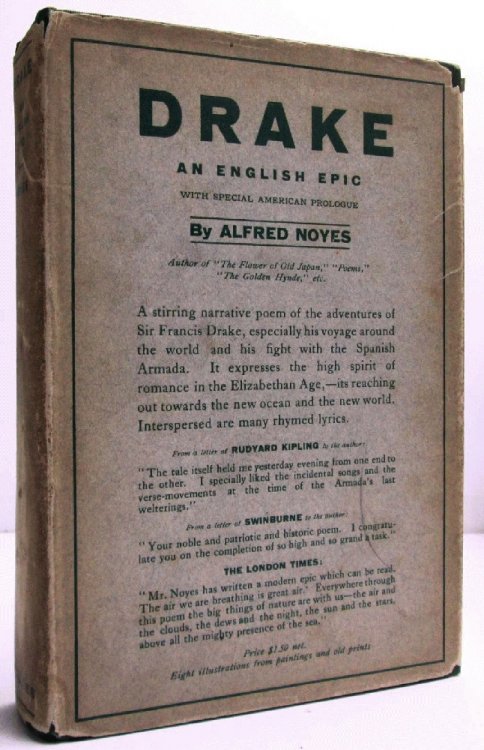 DRAKE
DRAKE
AN ENGLISH EPIC
WITH SPECIAL AMERICAN PROLOGUE
By ALFRED NOYES
Author of "The Flower of Old Japan," "Poems,"
"The Golden Hynde," etc.
A stirring narrative poem of the adventures of
Sir Francis Drake, especially his voyage around
the world and his fight with the Spanish
Armada. It expresses the high spirit of
romance in the Elizabethan Age,—its reaching
out towards the new ocean and the new world.
Interspersed are many rhymed lyrics.
From a letter of RUDYARD KIPLING to the author:
"The tale itself held me yesterday evening from one end to
the other. I specially liked the incidental songs and the
verse-movements at the time of the Armada's last
welterings."
From a letter of SWINBURNE to the author:
"Your noble and patriotic and historic poem. I congratu-
late you on the completion of so high and so grand a task."
THE LONDON TIMES:
"Mr. Noyes has written a modern epic which can be read.
The air we are breathing is great air. Everywhere through
this poem the big things of nature are with us—the air and
the clouds, the dews and the night, the sun and the stars,
above all the mighty presence of the sea."
Price $1.50 net.
Eight illustrations from paintings and old prints